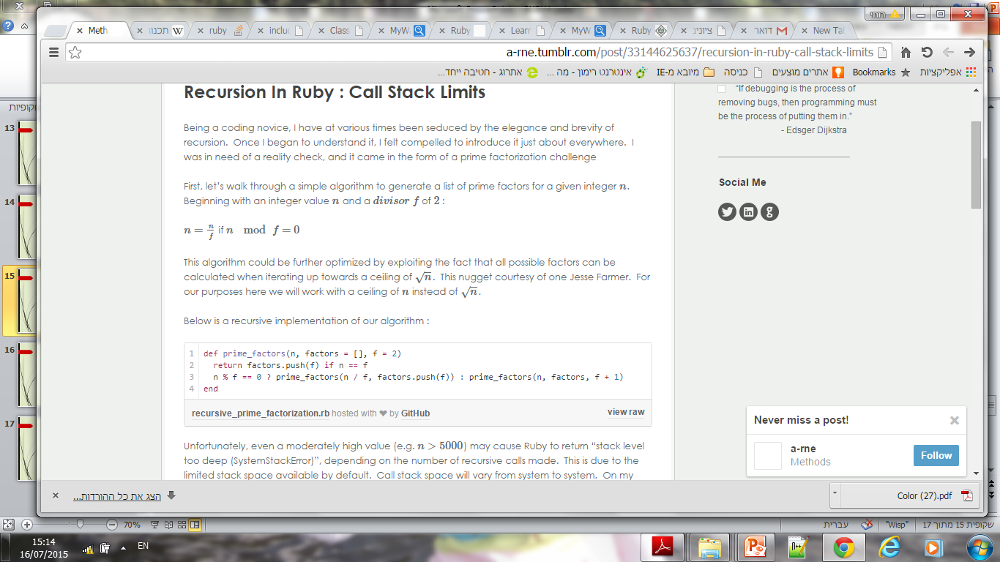 חותי
Meth
תכנו
ruby
includ
Class
MyW
Ruby
Learn
MyW
Ruby
ציונים
דואר
New Tal
a-rne.tumblr.com/post/33144625637/recursion-in-ruby-call-stack-limits
אפליקציות
Bookmarks
אתרים מוצעים
כניסה
מיובא מ-IE
אינטרנט רימון - מה ...
אתרוג - חטיבה ייחד...
שקופיות
13
14
15
16
17
Recursion In Ruby : Call Stack Limits
Being a coding novice, I have at various times been seduced by the elegance and brevity of
recursion. Once I began to understand it, I felt compelled to introduce it just about everywhere. I
was in need of a reality check, and it came in the form of a prime factorization challenge
First, let's walk through a simple algorithm to generate a list of prime factors for a given integer n.
Beginning with an integer value n and a divisor f of 2 :
n = n/f if n mod f = 0
This algorithm could be further optimized by exploiting the fact that all possible factors can be
calculated when iterating up towards a ceiling of √n. This nugget courtesy of one Jesse Farmer. For
our purposes here we will work with a ceiling of n instead of √n.
Below is a recursive implementation of our algorithm :
1 def prime_factors(n, factors = [], f = 2)
2   return factors.push(f) if n == f
3   n % f == 0 ? prime_factors(n / f, factors.push(f)) : prime_factors(n, factors, f + 1)
4 end
recursive_prime_factorization.rb hosted with ❤ by GitHub
view raw
Unfortunately, even a moderately high value (e.g. n > 5000) may cause Ruby to return “stack level
too deep (SystemStackError)”, depending on the number of recursive calls made. This is due to the
limited stack space available by default. Call stack space will vary from system to system. On my
“If debugging is the process of
removing bugs, then programming must
be the process of putting them in.”
- Edsger Dijkstra
Social Me
Never miss a post!
a-rne
Methods
Follow
הצג את כל ההורדות...
Color (27).pdf
70%
עברית
"Wisp"
שקופית 15 מתוך 17
15:14
16/07/2015
EN